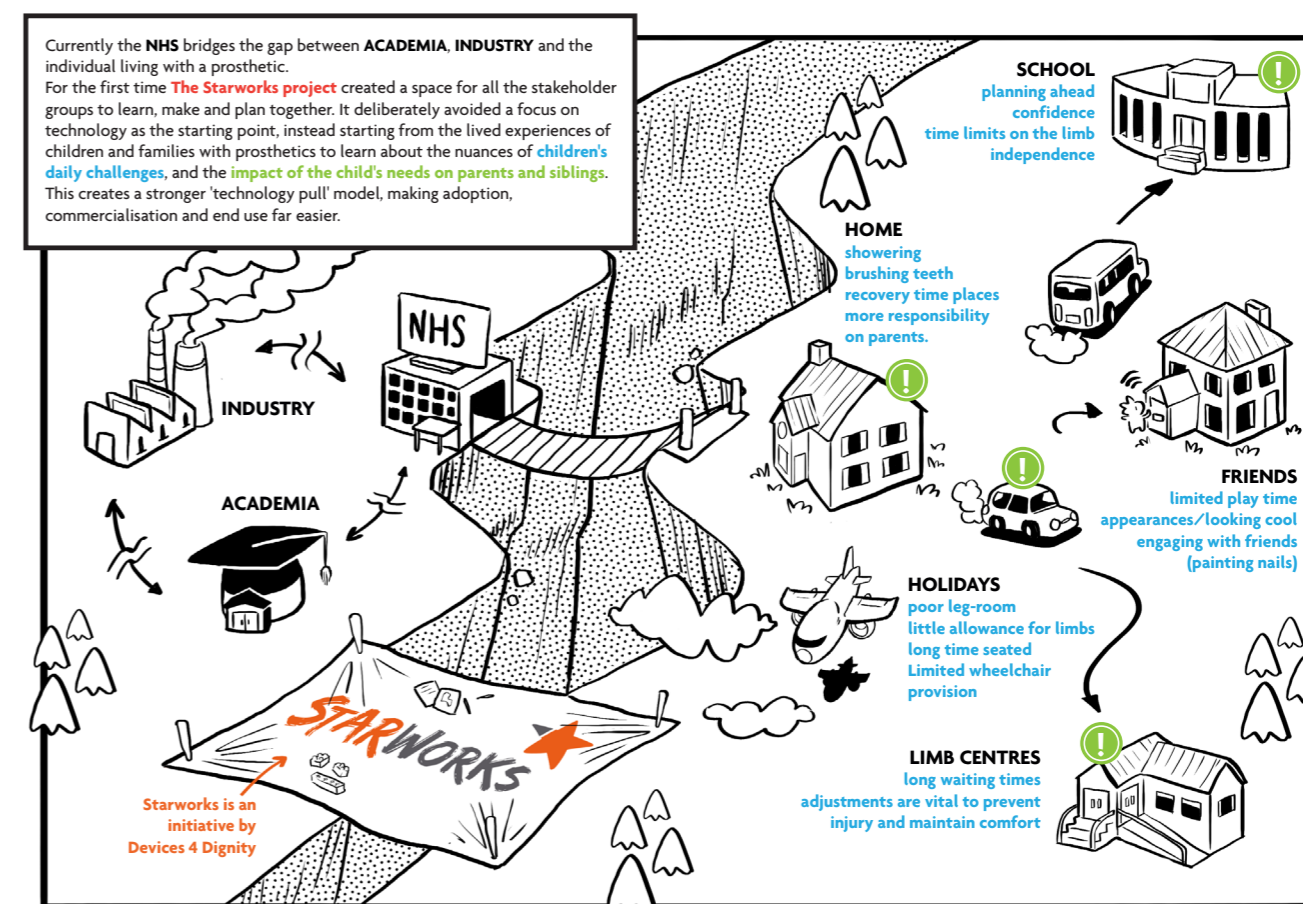 Currently the NHS bridges the gap between ACADEMIA, INDUSTRY and the
individual living with a prosthetic.
For the first time The Starworks project created a space for all the stakeholder
groups to learn, make and plan together. It deliberately avoided a focus on
technology as the starting point, instead starting from the lived experiences of
children and families with prosthetics to learn about the nuances of children's
daily challenges, and the impact of the child's needs on parents and siblings.
This creates a stronger 'technology pull' model, making adoption,
commercialisation and end use far easier.
SCHOOL
planning ahead
confidence
time limits on the limb
independence
!
HOME
showering
brushing teeth
recovery time places
more responsibility
on parents.
!
NHS
INDUSTRY
ACADEMIA
!
FRIENDS
limited play time
appearances/looking cool
engaging with friends
(painting nails)
HOLIDAYS
poor leg-room
little allowance for limbs
long time seated
Limited wheelchair
provision
!
LIMB CENTRES
long waiting times
adjustments are vital to prevent
injury and maintain comfort
STARWORKS
Starworks is an
initiative by
Devices 4 Dignity